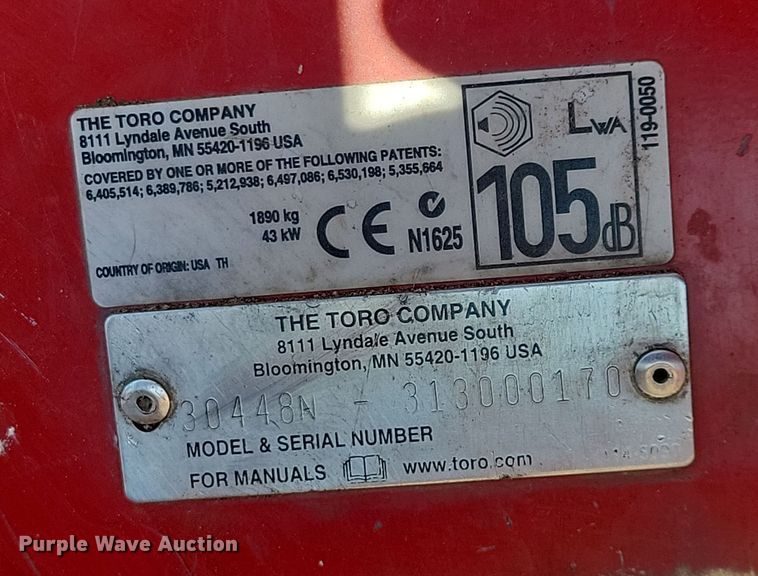 THE TORO COMPANY
8111 Lyndale Avenue South
Bloomington, MN 55420-1196 USA
COVERED BY ONE OR MORE OF THE FOLLOWING PATENTS:
6,405,514; 6,389,786; 5,212,938; 6,497,086; 6,530,198; 5,355,664
1890 kg
43 kW
CE
N1625
COUNTRY OF ORIGIN: USA TH
LWA
105 dB
119-0050
THE TORO COMPANY
8111 Lyndale Avenue South
Bloomington, MN 55420-1196 USA
30448N - 313000170
MODEL & SERIAL NUMBER
FOR MANUALS www.toro.com
Purple Wave Auction